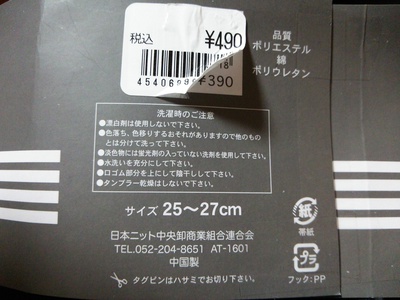 税込 ¥490
18
4540698 ¥390
品質
ポリエステル
綿
ポリウレタン
洗濯時のご注意
●漂白剤は使用しないで下さい。
●色落ち、色移りするおそれがありますので他のもの
とは分けて洗って下さい。
●淡色物には蛍光剤の入っていない洗剤を使用して下さい。
●水洗いを充分にして下さい。
●口ゴム部分を上にして陰干しして下さい。
●タンブラー乾燥はしないで下さい。
サイズ 25〜27cm
日本ニット中央卸商業組合連合会
TEL.052-204-8651 AT-1601
中国製
✂タグピンはハサミでお切り下さい。
紙
帯紙
プラ
フック:PP